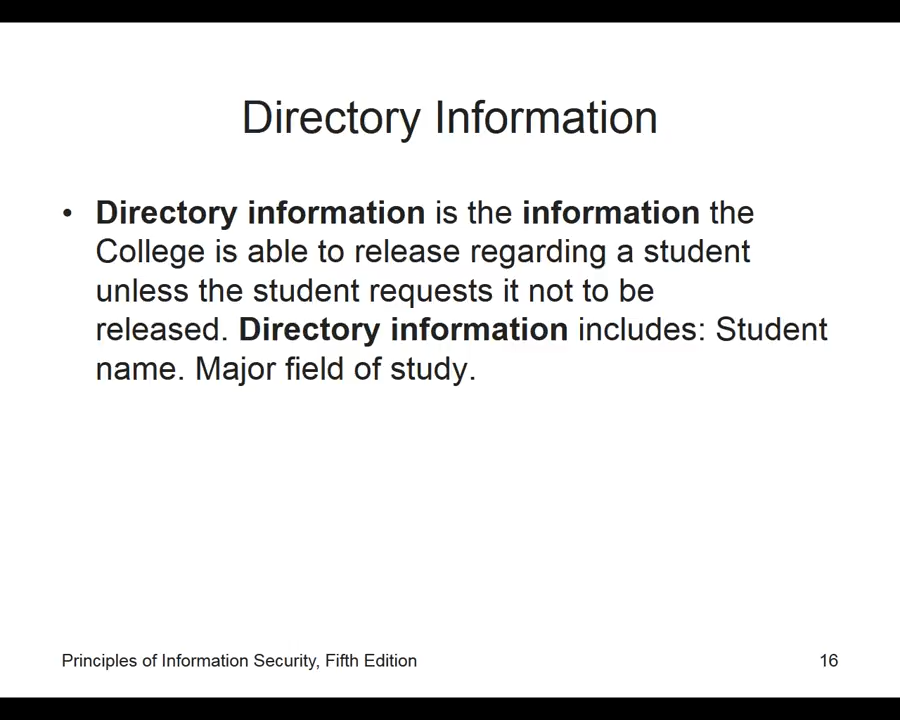 Directory Information
• Directory information is the information the
College is able to release regarding a student
unless the student requests it not to be
released. Directory information includes: Student
name. Major field of study.
Principles of Information Security, Fifth Edition
16